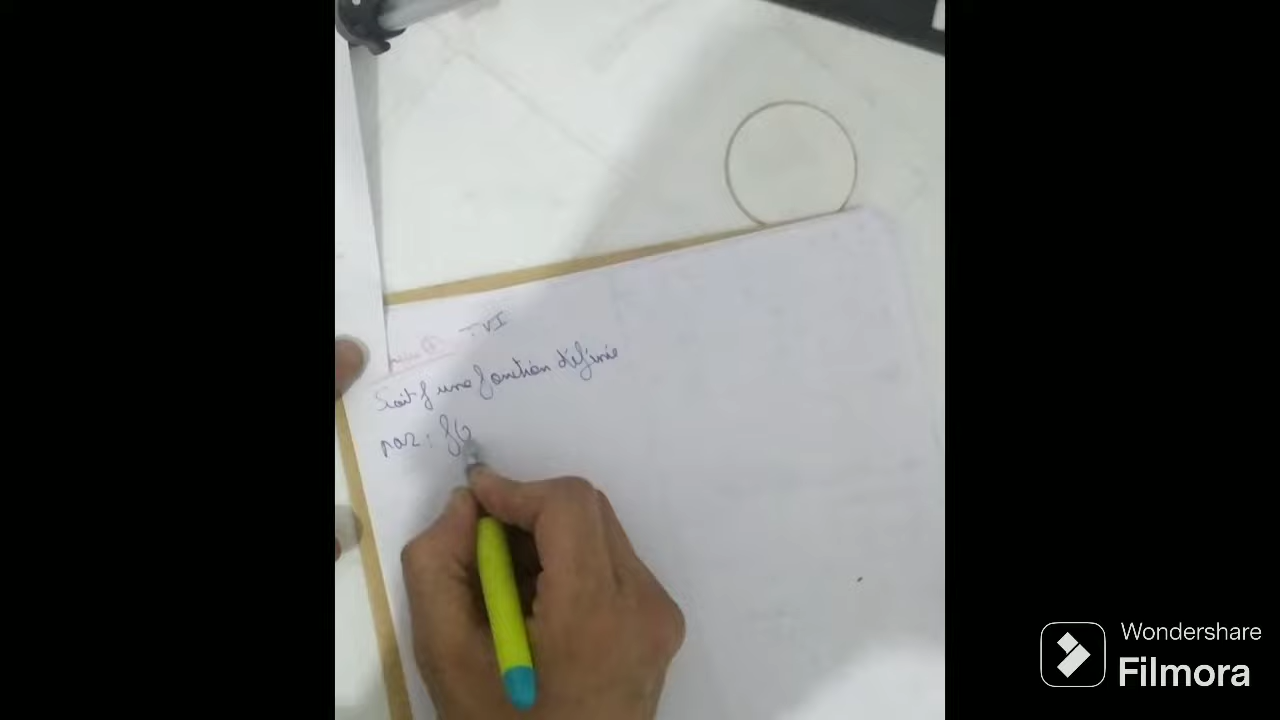 TVI
Soit f une fonction définie
par : f(
Wondershare
Filmora